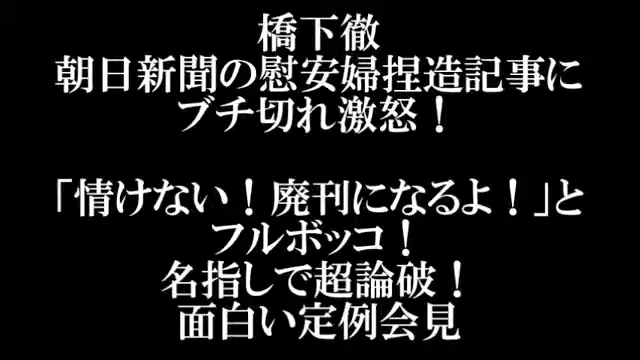 橋下徹
朝日新聞の慰安婦捏造記事に
ブチ切れ激怒！
「情けない！廃刊になるよ！」と
フルボッコ！
名指しで超論破！
面白い定例会見